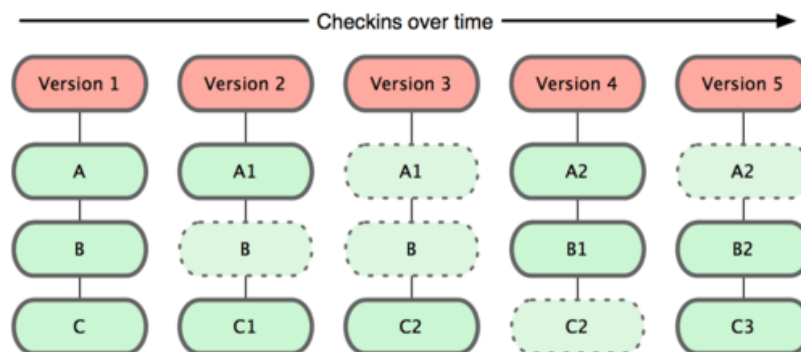 Checkins over time
Version 1 Version 2 Version 3 Version 4 Version 5
A A1 A1 A2 A2
B B B B1 B2
C C1 C2 C2 C3